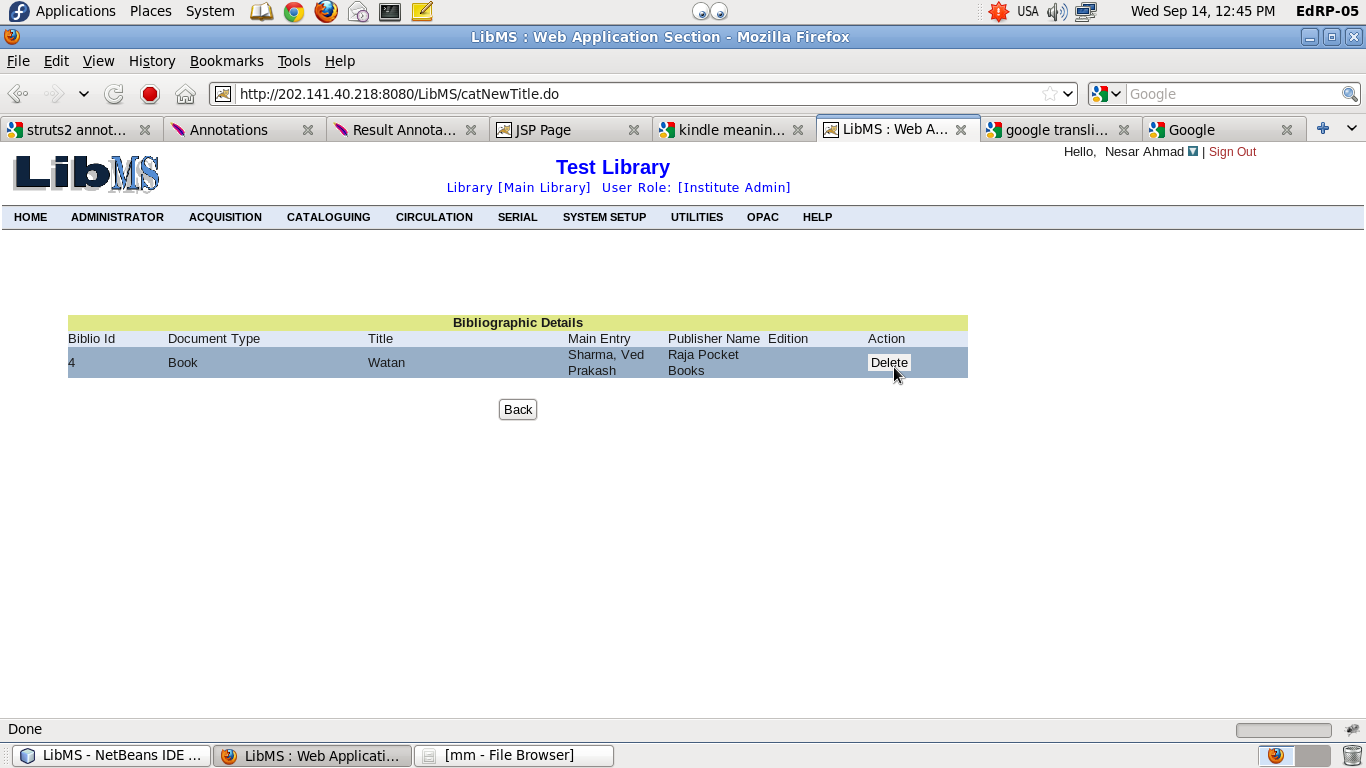 Applications Places System USA Wed Sep 14, 12:45 PM EdRP-05
LibMS : Web Application Section - Mozilla Firefox
File Edit View History Bookmarks Tools Help
http://202.141.40.218:8080/LibMS/catNewTitle.do Google
struts2 annot... Annotations Result Annota... JSP Page kindle meanin... LibMS : Web A... google transli... Google
Hello, Nesar Ahmad | Sign Out
LibMS
Test Library
Library [Main Library] User Role: [Institute Admin]
HOME ADMINISTRATOR ACQUISITION CATALOGUING CIRCULATION SERIAL SYSTEM SETUP UTILITIES OPAC HELP
Bibliographic Details
Biblio Id Document Type Title Main Entry Publisher Name Edition Action
4 Book Watan Sharma, Ved Prakash Raja Pocket Books Delete
Back
Done
LibMS - NetBeans IDE ... LibMS : Web Applicati... [mm - File Browser]